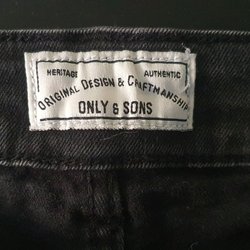 HERITAGE AUTHENTIC
ORIGINAL DESIGN & CRAFTMANSHIP
ONLY & SONS